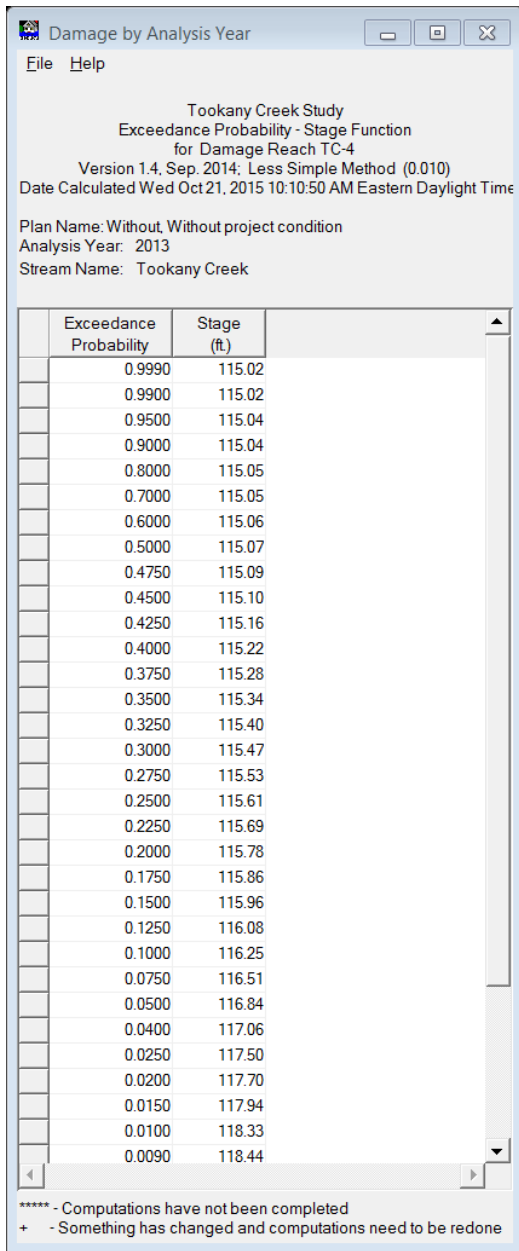 Damage by Analysis Year
File Help
Tookany Creek Study
Exceedance Probability - Stage Function
for Damage Reach TC-4
Version 1.4, Sep. 2014; Less Simple Method (0.010)
Date Calculated Wed Oct 21, 2015 10:10:50 AM Eastern Daylight Time
Plan Name: Without, Without project condition
Analysis Year: 2013
Stream Name: Tookany Creek
Exceedance Stage
Probability (ft.)
0.9990 115.02
0.9900 115.02
0.9500 115.04
0.9000 115.04
0.8000 115.05
0.7000 115.05
0.6000 115.06
0.5000 115.07
0.4750 115.09
0.4500 115.10
0.4250 115.16
0.4000 115.22
0.3750 115.28
0.3500 115.34
0.3250 115.40
0.3000 115.47
0.2750 115.53
0.2500 115.61
0.2250 115.69
0.2000 115.78
0.1750 115.86
0.1500 115.96
0.1250 116.08
0.1000 116.25
0.0750 116.51
0.0500 116.84
0.0400 117.06
0.0250 117.50
0.0200 117.70
0.0150 117.94
0.0100 118.33
0.0090 118.44
***** - Computations have not been completed
+ - Something has changed and computations need to be redone